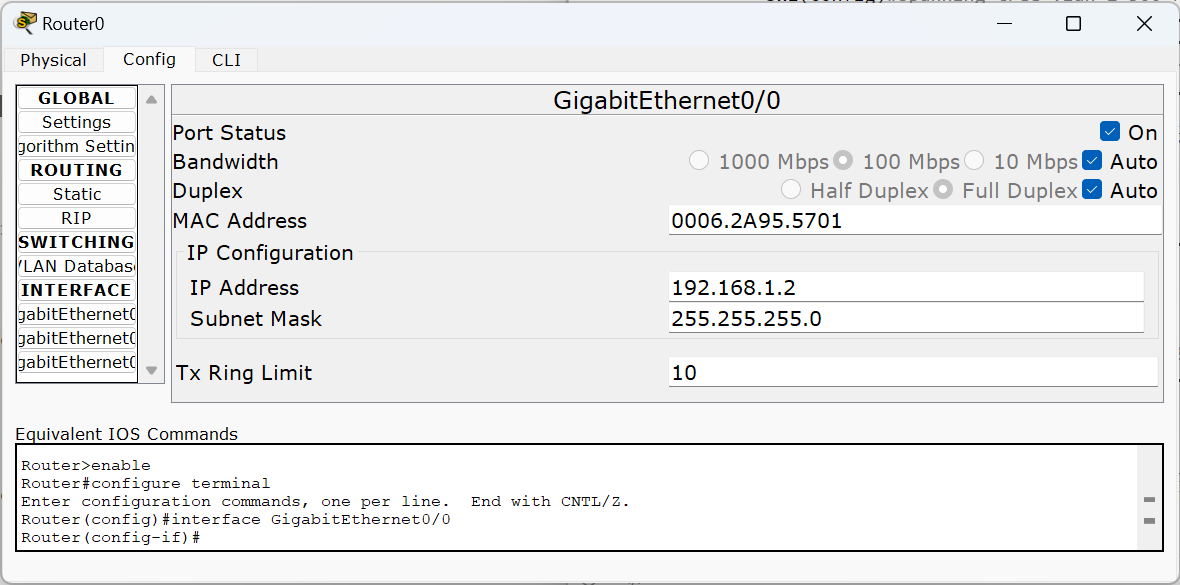 Router0
Physical
Config
CLI
GLOBAL
Settings
gorithm Settin
ROUTING
Static
RIP
SWITCHING
VLAN Databas
INTERFACE
gabitEthernet0
gabitEthernet0
gabitEthernet0
GigabitEthernet0/0
Port Status On
Bandwidth 1000 Mbps 100 Mbps 10 Mbps Auto
Duplex Half Duplex Full Duplex Auto
MAC Address 0006.2A95.5701
IP Configuration
IP Address 192.168.1.2
Subnet Mask 255.255.255.0
Tx Ring Limit 10
Equivalent IOS Commands
Router>enable
Router#configure terminal
Enter configuration commands, one per line.  End with CNTL/Z.
Router(config)#interface GigabitEthernet0/0
Router(config-if)#